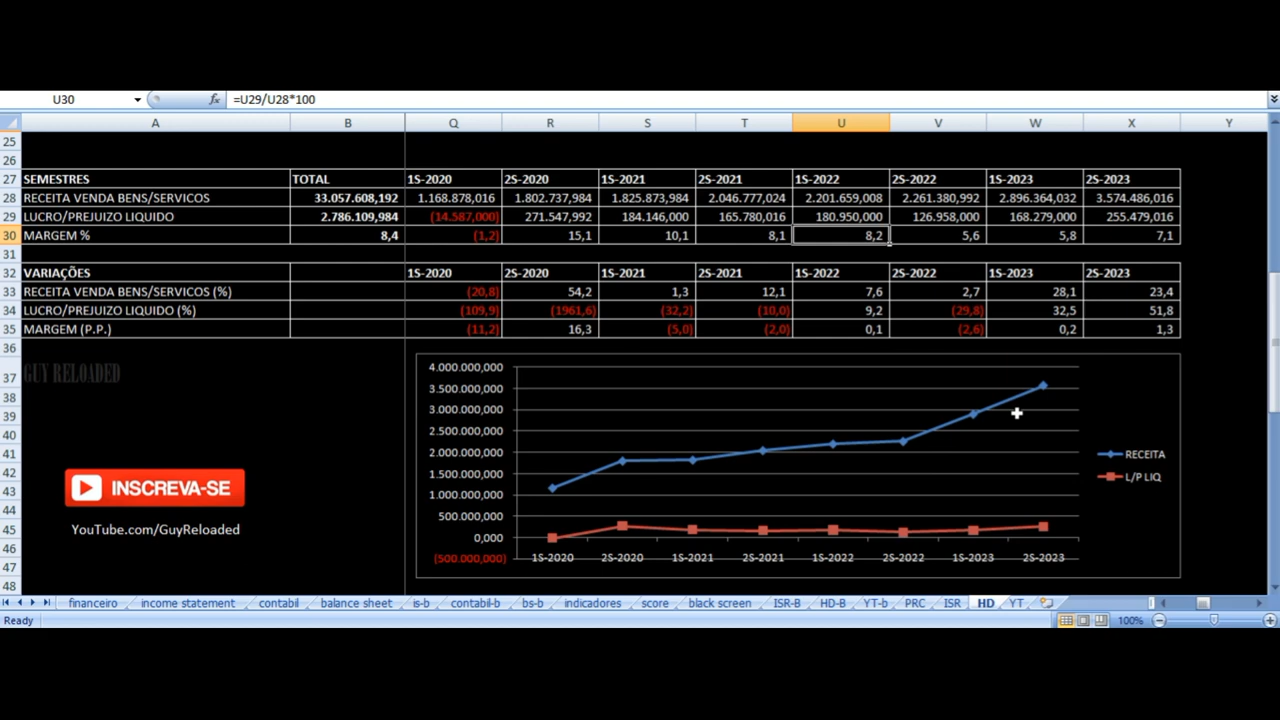 U30 fx =U29/U28*100
A B Q R S T U V W X Y
25
26
27 SEMESTRES TOTAL 1S-2020 2S-2020 1S-2021 2S-2021 1S-2022 2S-2022 1S-2023 2S-2023
28 RECEITA VENDA BENS/SERVICOS 33.057.608,192 1.168.878,016 1.802.737,984 1.825.873,984 2.046.777,024 2.201.659,008 2.261.380,992 2.896.364,032 3.574.486,016
29 LUCRO/PREJUIZO LIQUIDO 2.786.109,984 (14.587,000) 271.547,992 184.146,000 165.780,016 180.950,000 126.958,000 168.279,000 255.479,016
30 MARGEM % 8,4 (1,2) 15,1 10,1 8,1 8,2 5,6 5,8 7,1
31
32 VARIAÇÕES 1S-2020 2S-2020 1S-2021 2S-2021 1S-2022 2S-2022 1S-2023 2S-2023
33 RECEITA VENDA BENS/SERVICOS (%) (20,8) 54,2 1,3 12,1 7,6 2,7 28,1 23,4
34 LUCRO/PREJUIZO LIQUIDO (%) (109,9) (1961,6) (32,2) (10,0) 9,2 (29,8) 32,5 51,8
35 MARGEM (P.P.) (11,2) 16,3 (5,0) (2,0) 0,1 (2,6) 0,2 1,3
36
37 GUY RELOADED
38
39
40
41
42
43
44
45
46
47
48
4.000.000,000
3.500.000,000
3.000.000,000
2.500.000,000
2.000.000,000
1.500.000,000
1.000.000,000
500.000,000
0,000
(500.000,000)
1S-2020 2S-2020 1S-2021 2S-2021 1S-2022 2S-2022 1S-2023 2S-2023
RECEITA
L/P LIQ
INSCREVA-SE
YouTube.com/GuyReloaded
financeiro income statement contabil balance sheet is-b contabil-b bs-b indicadores score black screen ISR-B HD-B YT-b PRC ISR HD YT
Ready 100%